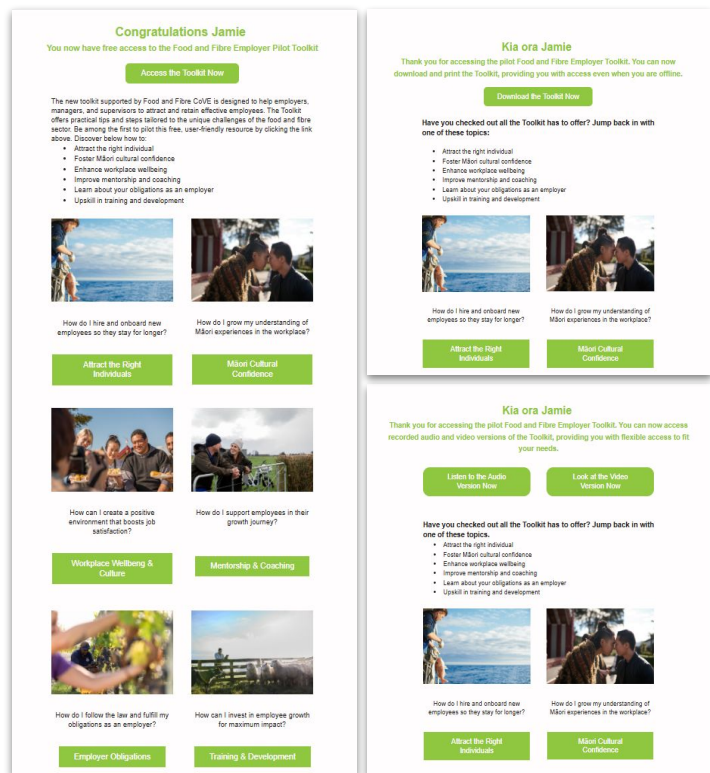 Congratulations Jamie
You now have free access to the Food and Fibre Employer Pilot Toolkit
Access the Toolkit Now
The new toolkit supported by Food and Fibre CoVE is designed to help employers,
managers, and supervisors to attract and retain effective employees. The Toolkit
offers practical tips and steps tailored to the unique challenges of the food and fibre
sector. Be among the first to pilot this free, user-friendly resource by clicking the link
above. Discover below how to:
• Attract the right individual
• Foster Māori cultural confidence
• Enhance workplace wellbeing
• Improve mentorship and coaching
• Learn about your obligations as an employer
• Upskill in training and development
How do I hire and onboard new
employees so they stay for longer?
How do I grow my understanding of
Māori experiences in the workplace?
Attract the Right
Individuals
Māori Cultural
Confidence
How can I create a positive
environment that boosts job
satisfaction?
How do I support employees in their
growth journey?
Workplace Wellbeng &
Culture
Mentorship & Coaching
How do I follow the law and fulfill my
obligations as an employer?
How can I invest in employee growth
for maximum impact?
Employer Obligations
Training & Development
Kia ora Jamie
Thank you for accessing the pilot Food and Fibre Employer Toolkit. You can now
download and print the Toolkit, providing you with access even when you are offline.
Download the Toolkit Now
Have you checked out all the Toolkit has to offer? Jump back in with
one of these topics:
• Attract the right individual
• Foster Māori cultural confidence
• Enhance workplace wellbeing
• Improve mentorship and coaching
• Learn about your obligations as an employer
• Upskill in training and development
How do I hire and onboard new
employees so they stay for longer?
How do I grow my understanding of
Māori experiences in the workplace?
Attract the Right
Individuals
Māori Cultural
Confidence
Kia ora Jamie
Thank you for accessing the pilot Food and Fibre Employer Toolkit. You can now access
recorded audio and video versions of the Toolkit, providing you with flexible access to fit
your needs.
Listen to the Audio
Version Now
Look at the Video
Version Now
Have you checked out all the Toolkit has to offer? Jump back in with
one of these topics.
• Attract the right individual
• Foster Māori cultural confidence
• Enhance workplace wellbeing
• Improve mentorship and coaching
• Learn about your obligations as an employer
• Upskill in training and development
How do I hire and onboard new
employees so they stay for longer?
How do I grow my understanding of
Māori experiences in the workplace?
Attract the Right
Individuals
Māori Cultural
Confidence